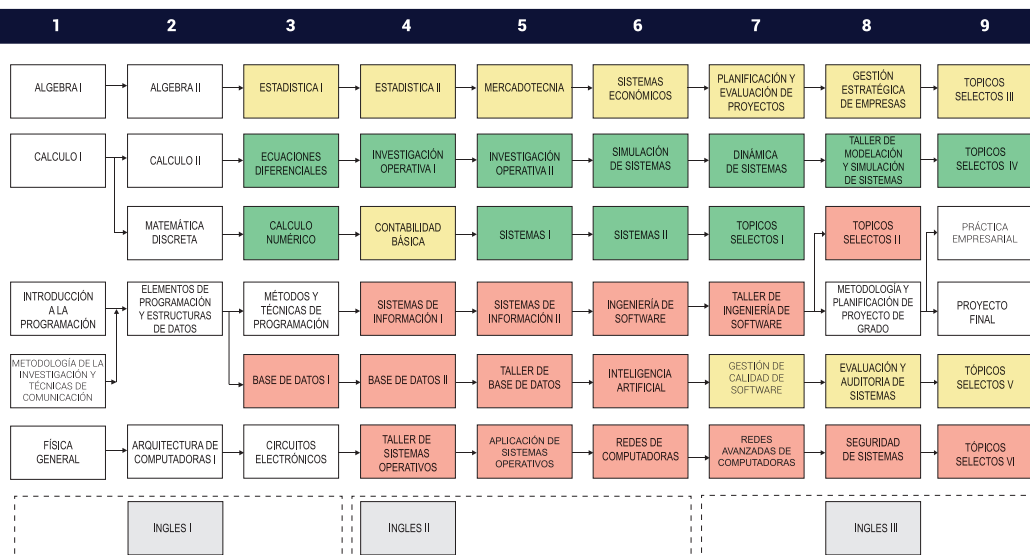 1 2 3 4 5 6 7 8 9
ALGEBRA I
ALGEBRA II
ESTADISTICA I
ESTADISTICA II
MERCADOTECNIA
SISTEMAS
ECONÓMICOS
PLANIFICACIÓN Y
EVALUACIÓN DE
PROYECTOS
GESTIÓN
ESTRATÉGICA
DE EMPRESAS
TOPICOS
SELECTOS III
CALCULO I
CALCULO II
ECUACIONES
DIFERENCIALES
INVESTIGACIÓN
OPERATIVA I
INVESTIGACIÓN
OPERATIVA II
SIMULACIÓN
DE SISTEMAS
DINÁMICA
DE SISTEMAS
TALLER DE
MODELACIÓN
Y SIMULACIÓN
DE SISTEMAS
TOPICOS
SELECTOS IV
MATEMÁTICA
DISCRETA
CALCULO
NUMÉRICO
CONTABILIDAD
BÁSICA
SISTEMAS I
SISTEMAS II
TOPICOS
SELECTOS I
TOPICOS
SELECTOS II
PRÁCTICA
EMPRESARIAL
INTRODUCCIÓN
A LA
PROGRAMACIÓN
ELEMENTOS DE
PROGRAMACIÓN
Y ESTRUCTURAS
DE DATOS
MÉTODOS Y
TÉCNICAS DE
PROGRAMACIÓN
SISTEMAS DE
INFORMACIÓN I
SISTEMAS DE
INFORMACIÓN II
INGENIERÍA DE
SOFTWARE
TALLER DE
INGENIERÍA DE
SOFTWARE
METODOLOGÍA Y
PLANIFICACIÓN DE
PROYECTO DE
GRADO
PROYECTO
FINAL
METODOLOGÍA DE LA
INVESTIGACIÓN Y
TÉCNICAS DE
COMUNICACIÓN
BASE DE DATOS I
BASE DE DATOS II
TALLER DE
BASE DE DATOS
INTELIGENCIA
ARTIFICIAL
GESTIÓN DE
CALIDAD DE
SOFTWARE
EVALUACIÓN Y
AUDITORIA DE
SISTEMAS
TÓPICOS
SELECTOS V
FÍSICA
GENERAL
ARQUITECTURA DE
COMPUTADORAS I
CIRCUITOS
ELECTRÓNICOS
TALLER DE
SISTEMAS
OPERATIVOS
APLICACIÓN DE
SISTEMAS
OPERATIVOS
REDES DE
COMPUTADORAS
REDES
AVANZADAS DE
COMPUTADORAS
SEGURIDAD
DE SISTEMAS
TÓPICOS
SELECTOS VI
INGLES I
INGLES II
INGLES III